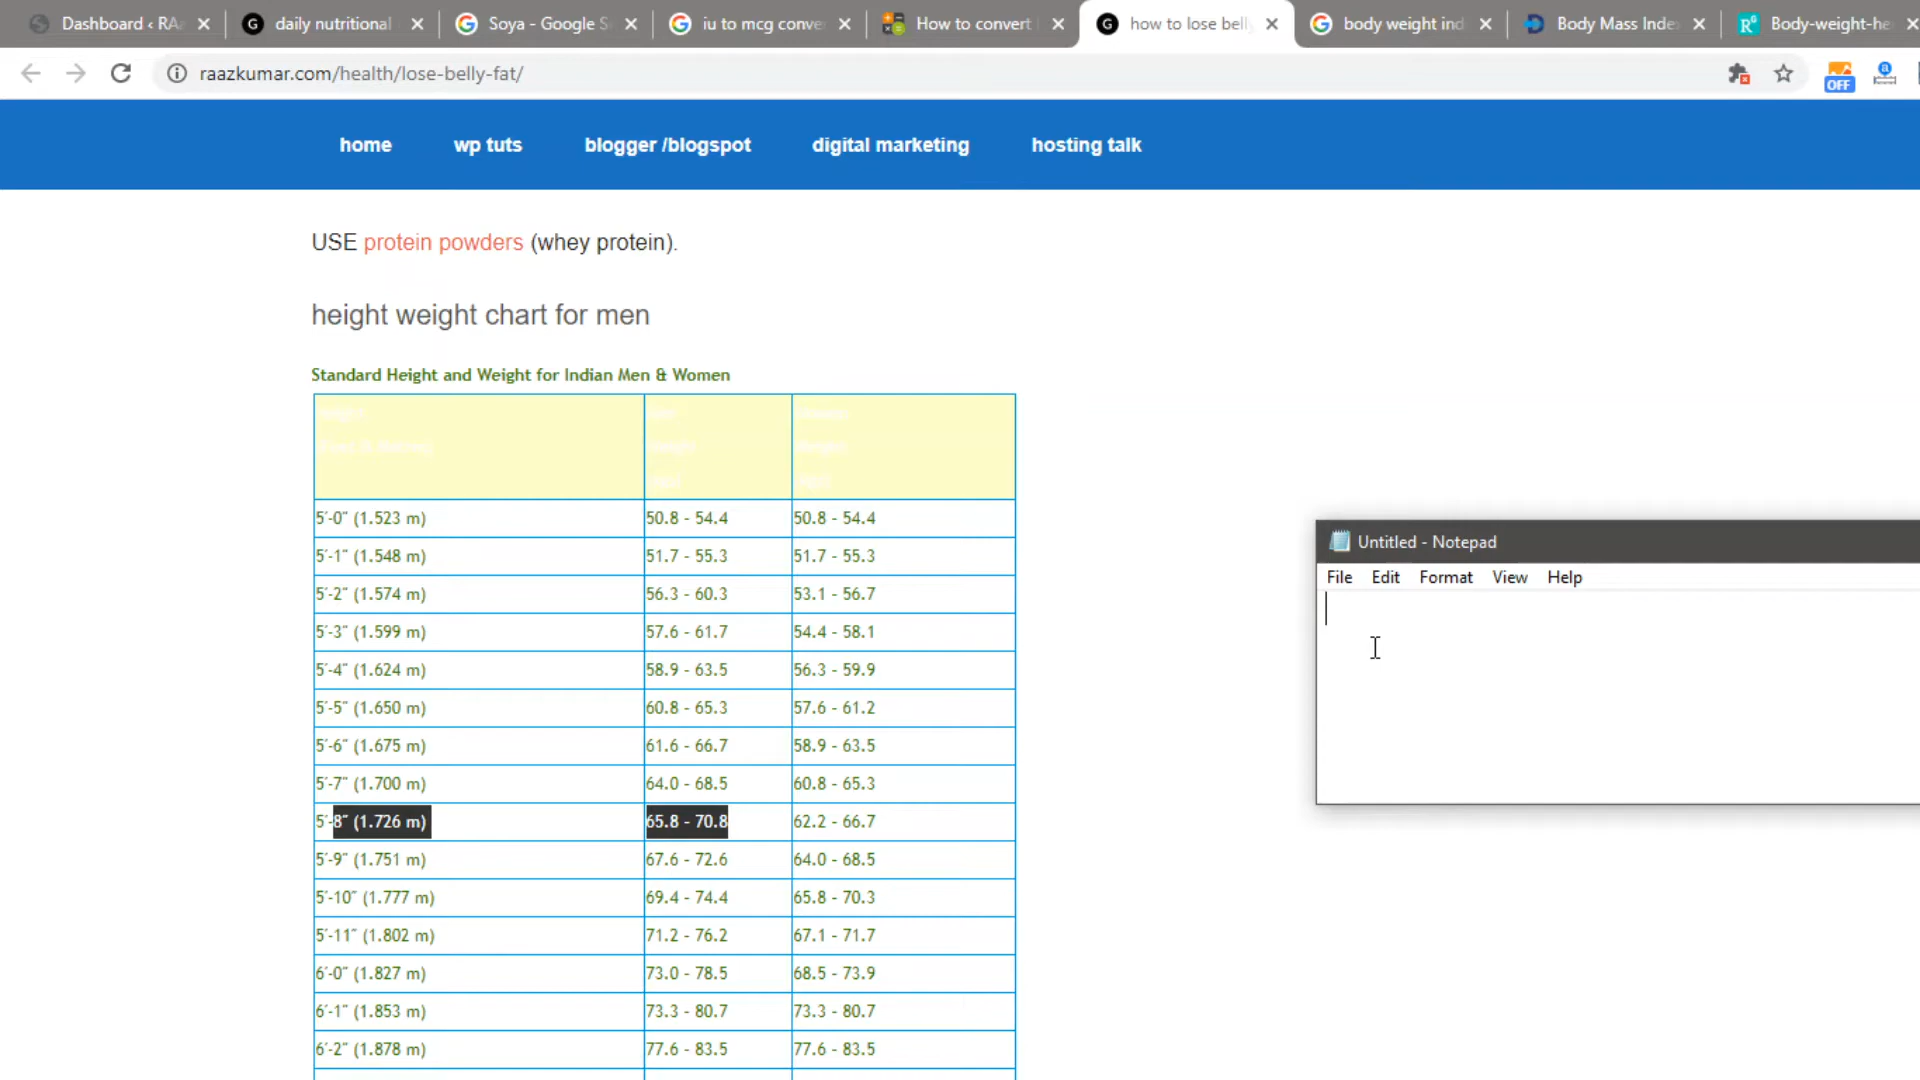 Dashboard ‹ RA
daily nutritional
Soya - Google S
iu to mcg conve
How to convert
how to lose bell
body weight ind
Body Mass Inde
Body-weight-he
raazkumar.com/health/lose-belly-fat/
OFF
home wp tuts blogger /blogspot digital marketing hosting talk
USE protein powders (whey protein).
height weight chart for men
Standard Height and Weight for Indian Men & Women
5′-0″ (1.523 m) 50.8 - 54.4 50.8 - 54.4
5′-1″ (1.548 m) 51.7 - 55.3 51.7 - 55.3
5′-2″ (1.574 m) 56.3 - 60.3 53.1 - 56.7
5′-3″ (1.599 m) 57.6 - 61.7 54.4 - 58.1
5′-4″ (1.624 m) 58.9 - 63.5 56.3 - 59.9
5′-5″ (1.650 m) 60.8 - 65.3 57.6 - 61.2
5′-6″ (1.675 m) 61.6 - 66.7 58.9 - 63.5
5′-7″ (1.700 m) 64.0 - 68.5 60.8 - 65.3
5′-8″ (1.726 m) 65.8 - 70.8 62.2 - 66.7
5′-9″ (1.751 m) 67.6 - 72.6 64.0 - 68.5
5′-10″ (1.777 m) 69.4 - 74.4 65.8 - 70.3
5′-11″ (1.802 m) 71.2 - 76.2 67.1 - 71.7
6′-0″ (1.827 m) 73.0 - 78.5 68.5 - 73.9
6′-1″ (1.853 m) 73.3 - 80.7 73.3 - 80.7
6′-2″ (1.878 m) 77.6 - 83.5 77.6 - 83.5
Untitled - Notepad
File Edit Format View Help